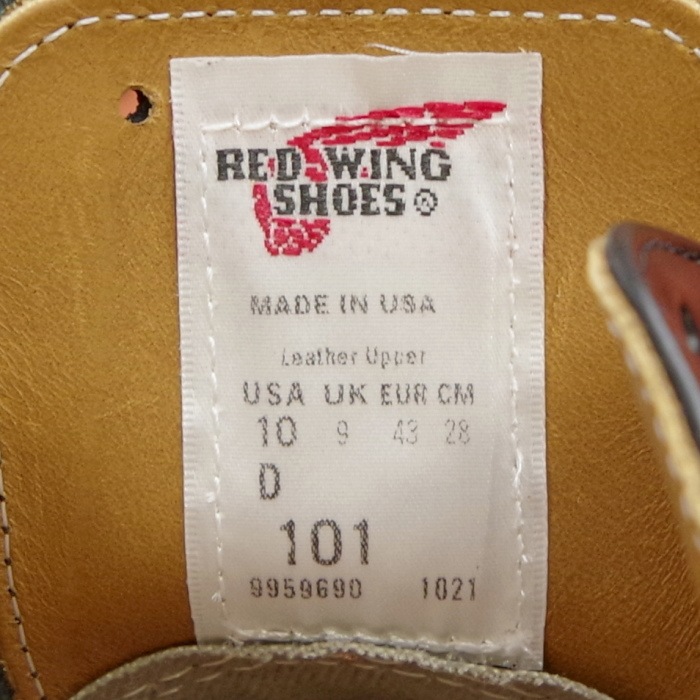 RED WING
SHOES®
MADE IN USA
Leather Upper
USA UK EUR CM
10 9 43 28
D
101
9959690 1021